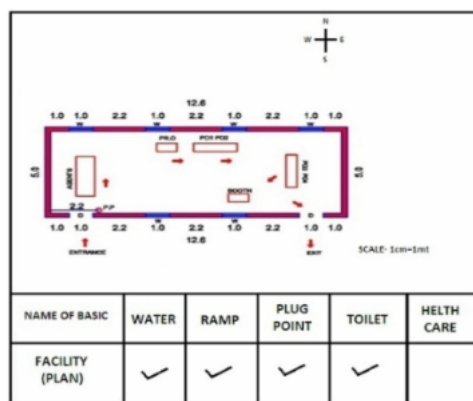 N
W E
S
12.6
1.0 1.0 2.2 1.0 2.2 1.0 2.2 1.0 1.0
W W W W
PRLO PO1 PO2
5.0 5.0
BOOTH
2.2 P.P
D W W D
1.0 1.0 2.2 1.0 2.2 1.0 2.2 1.0 1.0
12.6
ENTRANCE EXIT
SCALE- 1cm=1mt
NAME OF BASIC WATER RAMP PLUG POINT TOILET HELTH CARE
FACILITY (PLAN)